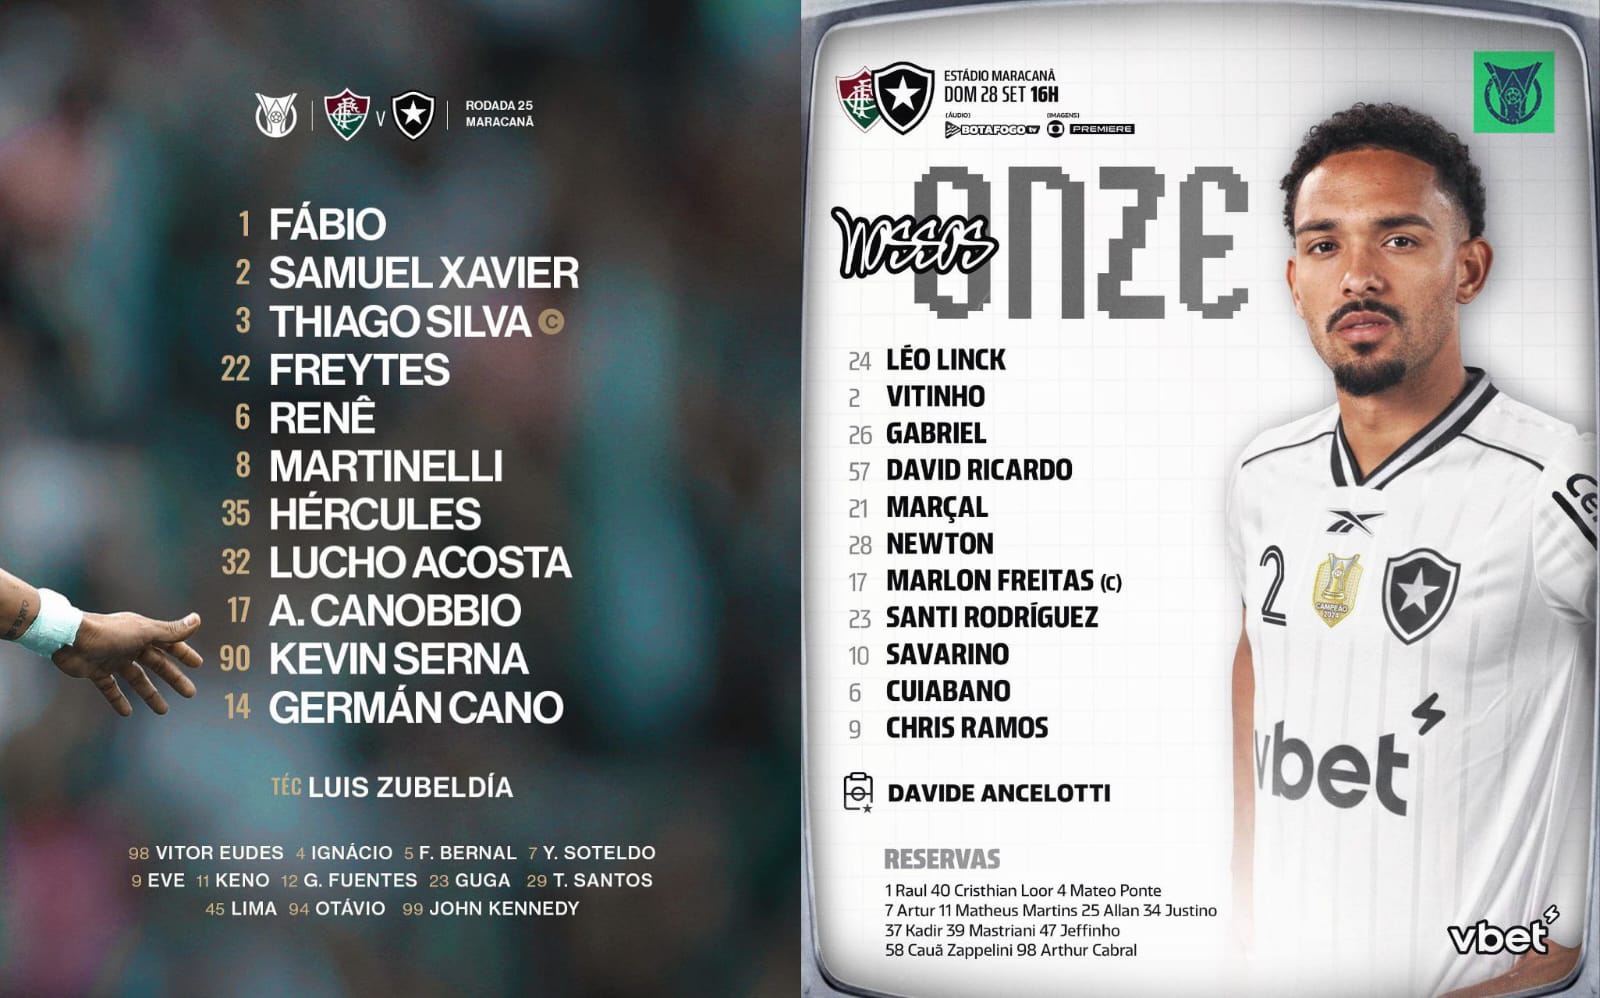 RODADA 25
MARACANÃ
V
1 FÁBIO
2 SAMUEL XAVIER
3 THIAGO SILVA C
22 FREYTES
6 RENÊ
8 MARTINELLI
35 HÉRCULES
32 LUCHO ACOSTA
17 A. CANOBBIO
90 KEVIN SERNA
14 GERMÁN CANO
TÉC LUIS ZUBELDÍA
98 VITOR EUDES 4 IGNÁCIO 5 F. BERNAL 7 Y. SOTELDO
9 EVE 11 KENO 12 G. FUENTES 23 GUGA 29 T. SANTOS
45 LIMA 94 OTÁVIO 99 JOHN KENNEDY
ESTÁDIO MARACANÃ
DOM 28 SET 16H
(ÁUDIO) (IMAGENS)
BOTAFOGO TV PREMIERE
NOSSOS ONZE
24 LÉO LINCK
2 VITINHO
26 GABRIEL
57 DAVID RICARDO
21 MARÇAL
28 NEWTON
17 MARLON FREITAS (C)
23 SANTI RODRÍGUEZ
10 SAVARINO
6 CUIABANO
9 CHRIS RAMOS
DAVIDE ANCELOTTI
RESERVAS
1 Raul 40 Cristhian Loor 4 Mateo Ponte
7 Artur 11 Matheus Martins 25 Allan 34 Justino
37 Kadir 39 Mastriani 47 Jeffinho
58 Cauã Zappelini 98 Arthur Cabral
2
CAMPEÃO
2024
vbet
vbet